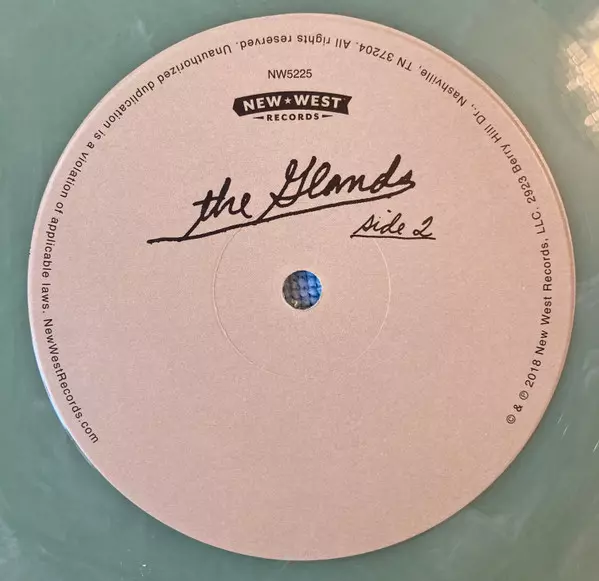 NW5225
NEW★WEST
RECORDS
the Glands
side 2
© & ℗ 2018 New West Records, LLC, 2923 Berry Hill Dr., Nashville, TN 37204. All rights reserved. Unauthorized duplication is a violation of applicable laws. NewWestRecords.com